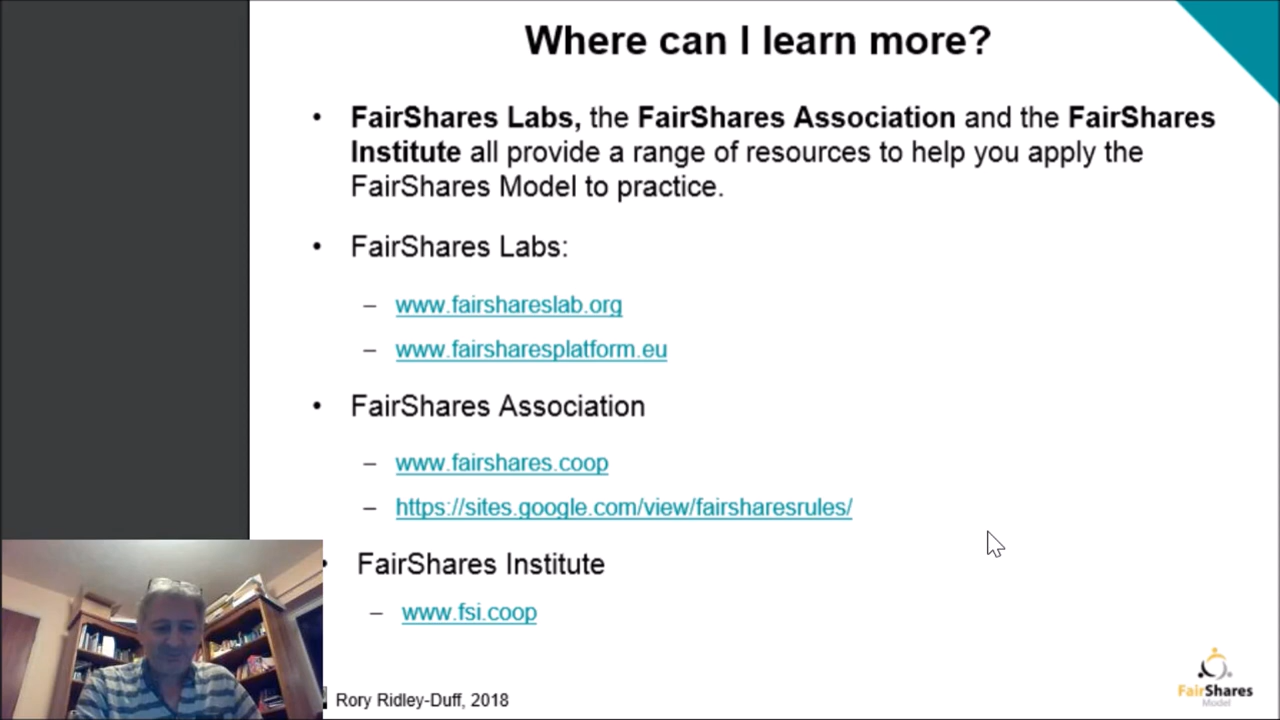 Where can I learn more?
• FairShares Labs, the FairShares Association and the FairShares
Institute all provide a range of resources to help you apply the
FairShares Model to practice.
• FairShares Labs:
– www.fairshareslab.org
– www.fairsharesplatform.eu
• FairShares Association
– www.fairshares.coop
– https://sites.google.com/view/fairsharesrules/
• FairShares Institute
– www.fsi.coop
Rory Ridley-Duff, 2018
FairShares
Model